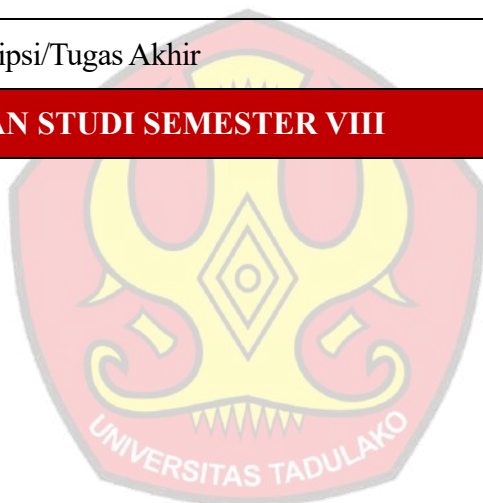 ipsi/Tugas Akhir
AN STUDI SEMESTER VIII
UNIVERSITAS TADULAKO